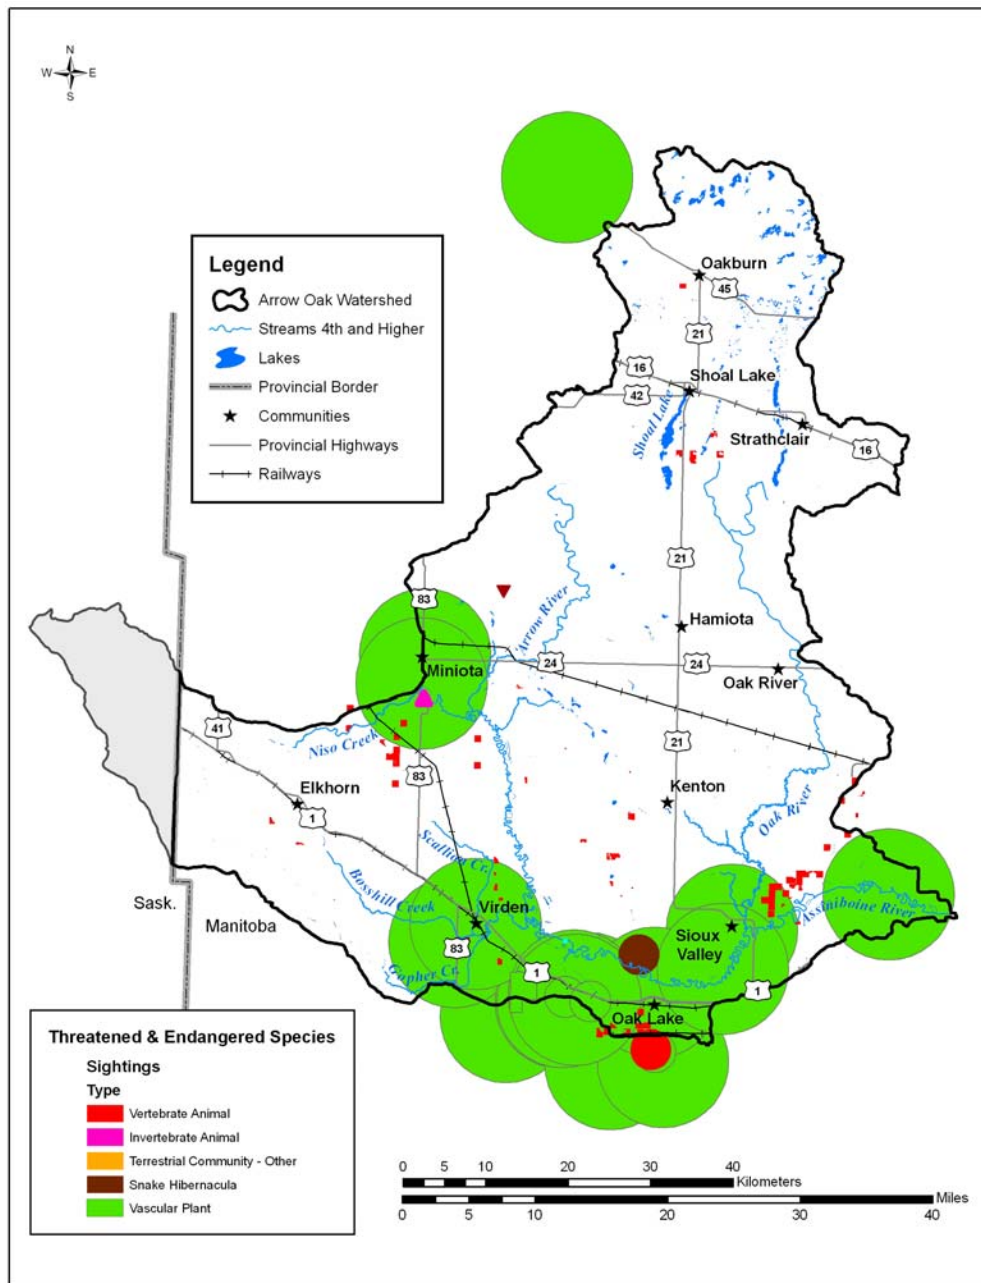 N
W E
S
Legend
Arrow Oak Watershed
Streams 4th and Higher
Lakes
Provincial Border
Communities
Provincial Highways
Railways
Oakburn
45
21
16
Shoal Lake
42
Shoal Lake
Strathclair
16
21
83
Arrow River
Hamiota
Miniota
24
24
Oak River
41
Niso Creek
21
83
Elkhorn
Kenton
1
Oak River
Scallion Cr.
Bosshill Creek
Virden
Sask.
Manitoba
Assiniboine River
Sioux
Valley
83
Gopher Cr.
1
1
Oak Lake
Threatened & Endangered Species
Sightings
Type
Vertebrate Animal
Invertebrate Animal
Terrestrial Community - Other
Snake Hibernacula
Vascular Plant
0 5 10 20 30 40
Kilometers
Miles
0 5 10 20 30 40